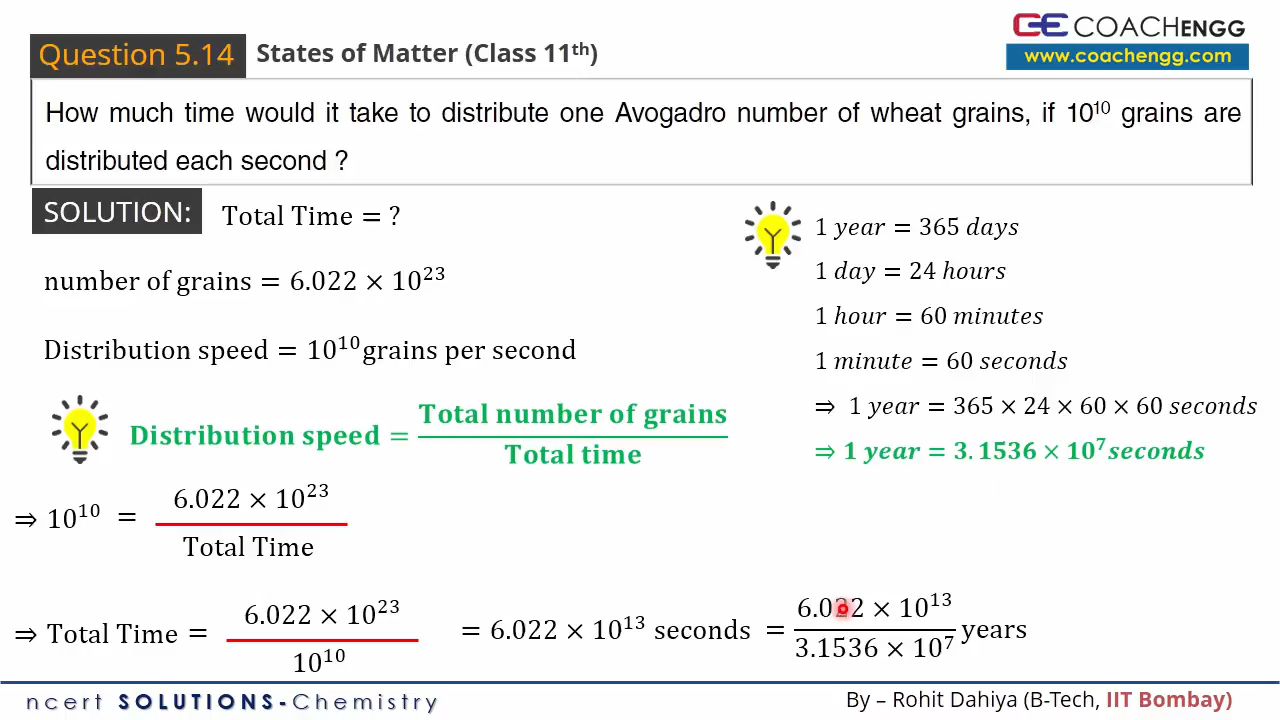 CE COACHENGG
www.coachengg.com
Question 5.14 States of Matter (Class 11th)
How much time would it take to distribute one Avogadro number of wheat grains, if 10¹⁰ grains are
distributed each second ?
SOLUTION: Total Time = ?
number of grains = 6.022 × 10²³
Distribution speed = 10¹⁰ grains per second
Distribution speed = Total number of grains / Total time
⇒ 10¹⁰ = 6.022 × 10²³ / Total Time
1 year = 365 days
1 day = 24 hours
1 hour = 60 minutes
1 minute = 60 seconds
⇒ 1 year = 365 × 24 × 60 × 60 seconds
⇒ 1 year = 3.1536 × 10⁷ seconds
⇒ Total Time = 6.022 × 10²³ / 10¹⁰ = 6.022 × 10¹³ seconds = 6.022 × 10¹³ / 3.1536 × 10⁷ years
ncert SOLUTIONS-Chemistry
By – Rohit Dahiya (B-Tech, IIT Bombay)